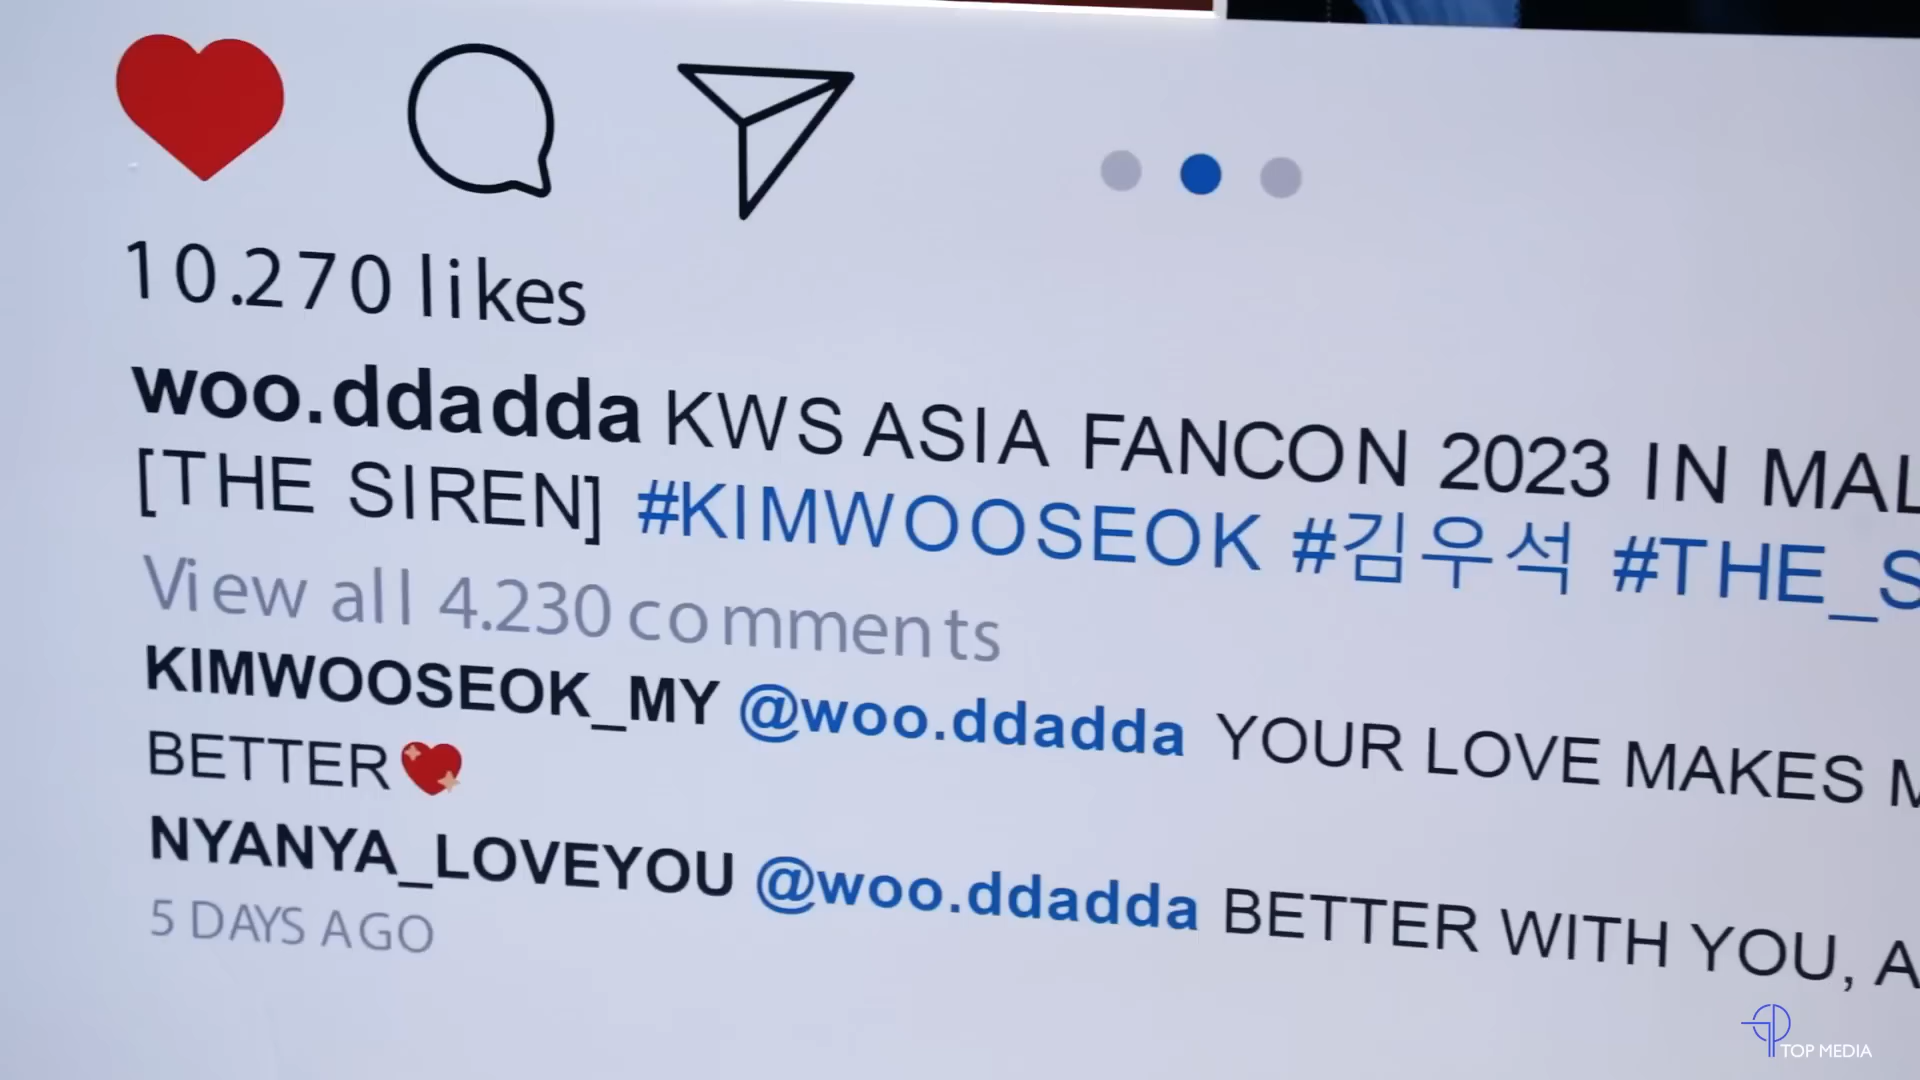 10.270 likes
woo.ddadda KWS ASIA FANCON 2023 IN
[THE SIREN] #KIMWOOSEOK #김우석
View all 4.230 comments
KIMWOOSEOK_MY @woo.ddadda YOUR LOVE MAKES
BETTER
NYANYA_LOVEYOU @woo.ddadda BETTER WITH YOU,
5 DAYS AGO
TOP MEDIA